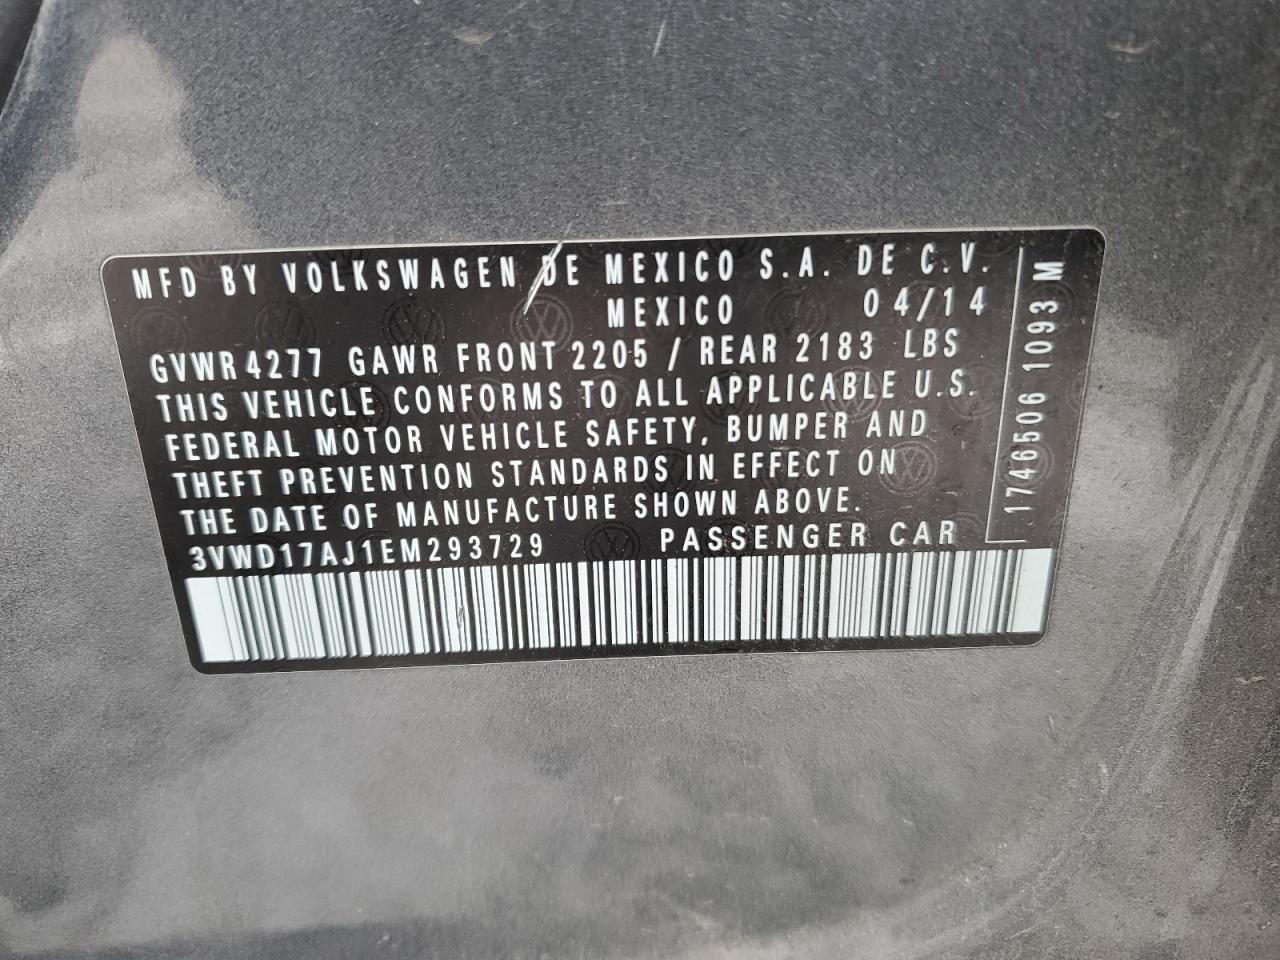 MFD BY VOLKSWAGEN DE MEXICO S.A. DE C.V.
MEXICO 04/14
GVWR 4277 GAWR FRONT 2205 / REAR 2183 LBS
THIS VEHICLE CONFORMS TO ALL APPLICABLE U.S.
FEDERAL MOTOR VEHICLE SAFETY, BUMPER AND
THEFT PREVENTION STANDARDS IN EFFECT ON
THE DATE OF MANUFACTURE SHOWN ABOVE.
3VWD17AJ1EM293729 PASSENGER CAR
1746506 1093 M